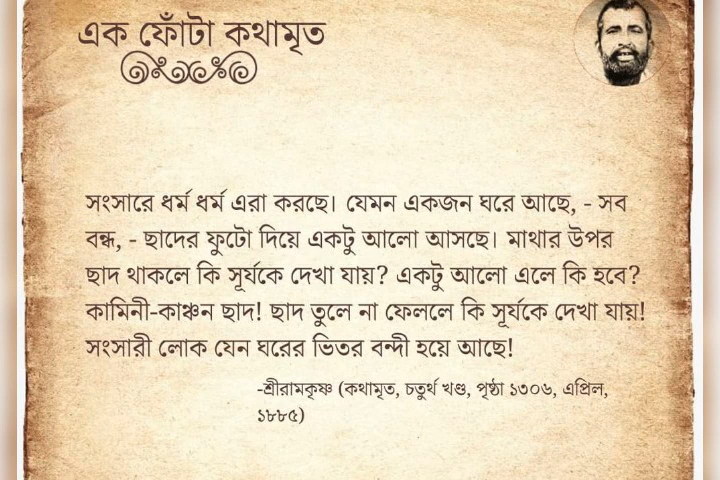 এক ফোঁটা কথামৃত
সংসারে ধর্ম ধর্ম এরা করছে। যেমন একজন ঘরে আছে, - সব
বন্ধ, - ছাদের ফুটো দিয়ে একটু আলো আসছে। মাথার উপর
ছাদ থাকলে কি সূর্যকে দেখা যায়? একটু আলো এলে কি হবে?
কামিনী-কাঞ্চন ছাদ! ছাদ তুলে না ফেললে কি সূর্যকে দেখা যায়!
সংসারী লোক যেন ঘরের ভিতর বন্দী হয়ে আছে!
-শ্রীরামকৃষ্ণ (কথামৃত, চতুর্থ খণ্ড, পৃষ্ঠা ১৩০৬, এপ্রিল,
১৮৮৫)